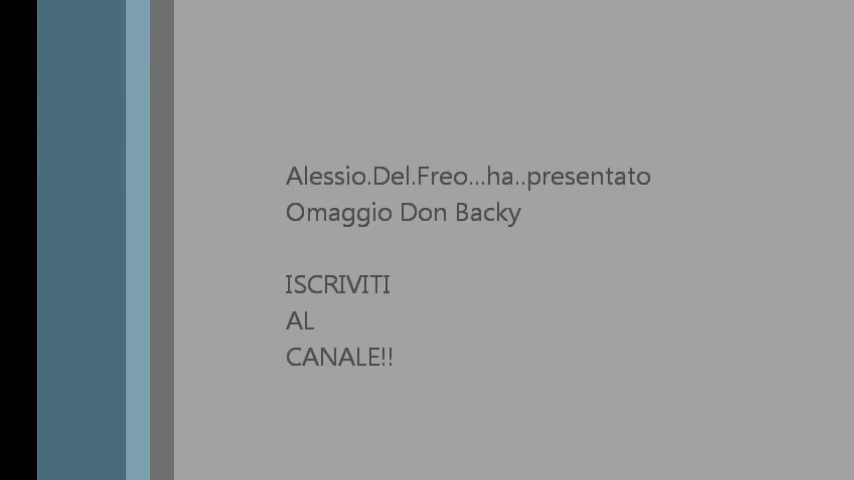 Alessio.Del.Freo...ha..presentato
Omaggio Don Backy
ISCRIVITI
AL
CANALE!!